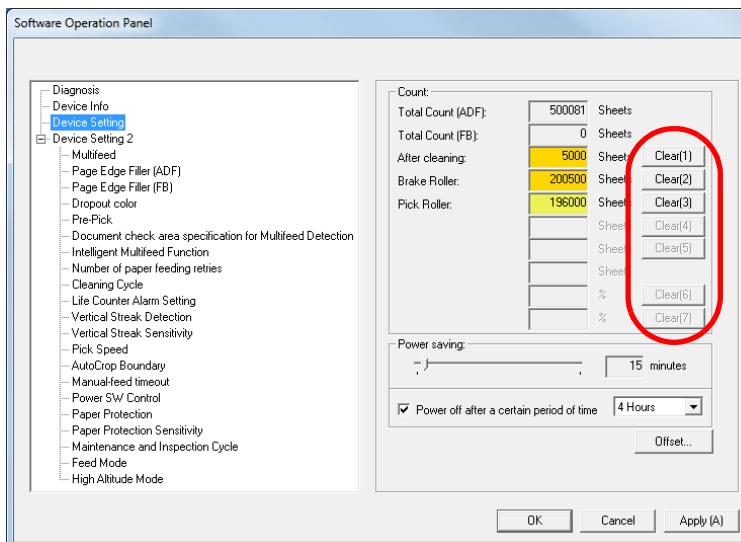 Software Operation Panel
Diagnosis
Device Info
Device Setting
Device Setting 2
Multifeed
Page Edge Filler (ADF)
Page Edge Filler (FB)
Dropout color
Pre-Pick
Document check area specification for Multifeed Detection
Intelligent Multifeed Function
Number of paper feeding retries
Cleaning Cycle
Life Counter Alarm Setting
Vertical Streak Detection
Vertical Streak Sensitivity
Pick Speed
AutoCrop Boundary
Manual-feed timeout
Power SW Control
Paper Protection
Paper Protection Sensitivity
Maintenance and Inspection Cycle
Feed Mode
High Altitude Mode
Count:
Total Count (ADF): 500081 Sheets
Total Count (FB): 0 Sheets
After cleaning: 5000 Sheets Clear(1)
Brake Roller: 200500 Sheets Clear(2)
Pick Roller: 196000 Sheets Clear(3)
Sheets Clear(4)
Sheets Clear(5)
Sheets
% Clear(6)
% Clear(7)
Power saving:
15 minutes
Power off after a certain period of time 4 Hours
Offset...
OK Cancel Apply (A)